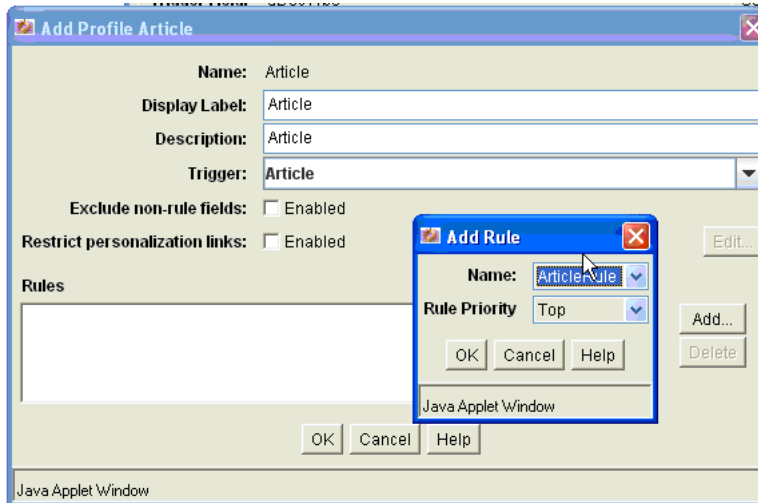 Add Profile Article
Name: Article
Display Label: Article
Description: Article
Trigger: Article
Exclude non-rule fields: Enabled
Restrict personalization links: Enabled
Edit...
Rules
Add...
Delete
Add Rule
Name: ArticleRule
Rule Priority Top
OK Cancel Help
Java Applet Window
OK Cancel Help
Java Applet Window